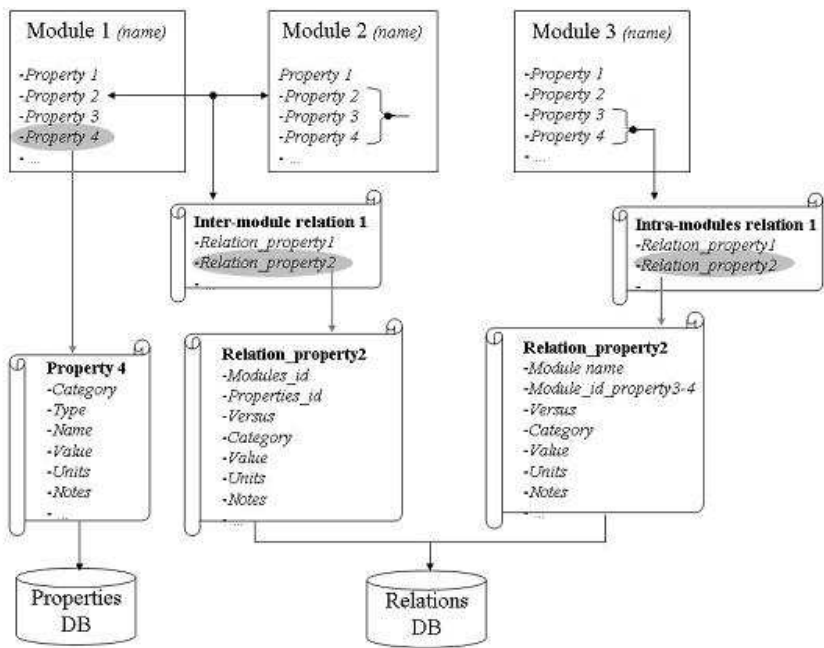 Module 1 (name)
-Property 1
-Property 2
-Property 3
-Property 4
- ...
Module 2 (name)
Property 1
-Property 2
-Property 3
-Property 4
- ...
Module 3 (name)
-Property 1
-Property 2
-Property 3
-Property 4
- ...
Inter-module relation 1
-Relation_property1
-Relation_property2
- ...
Intra-modules relation 1
-Relation_property1
-Relation_property2
- ...
Property 4
-Category
-Type
-Name
-Value
-Units
-Notes
- ...
Relation_property2
-Modules_id
-Properties_id
-Versus
-Category
-Value
-Units
-Notes
- ...
Relation_property2
-Module name
-Module_id_property3-4
-Versus
-Category
-Value
-Units
-Notes
- ...
Properties
DB
Relations
DB